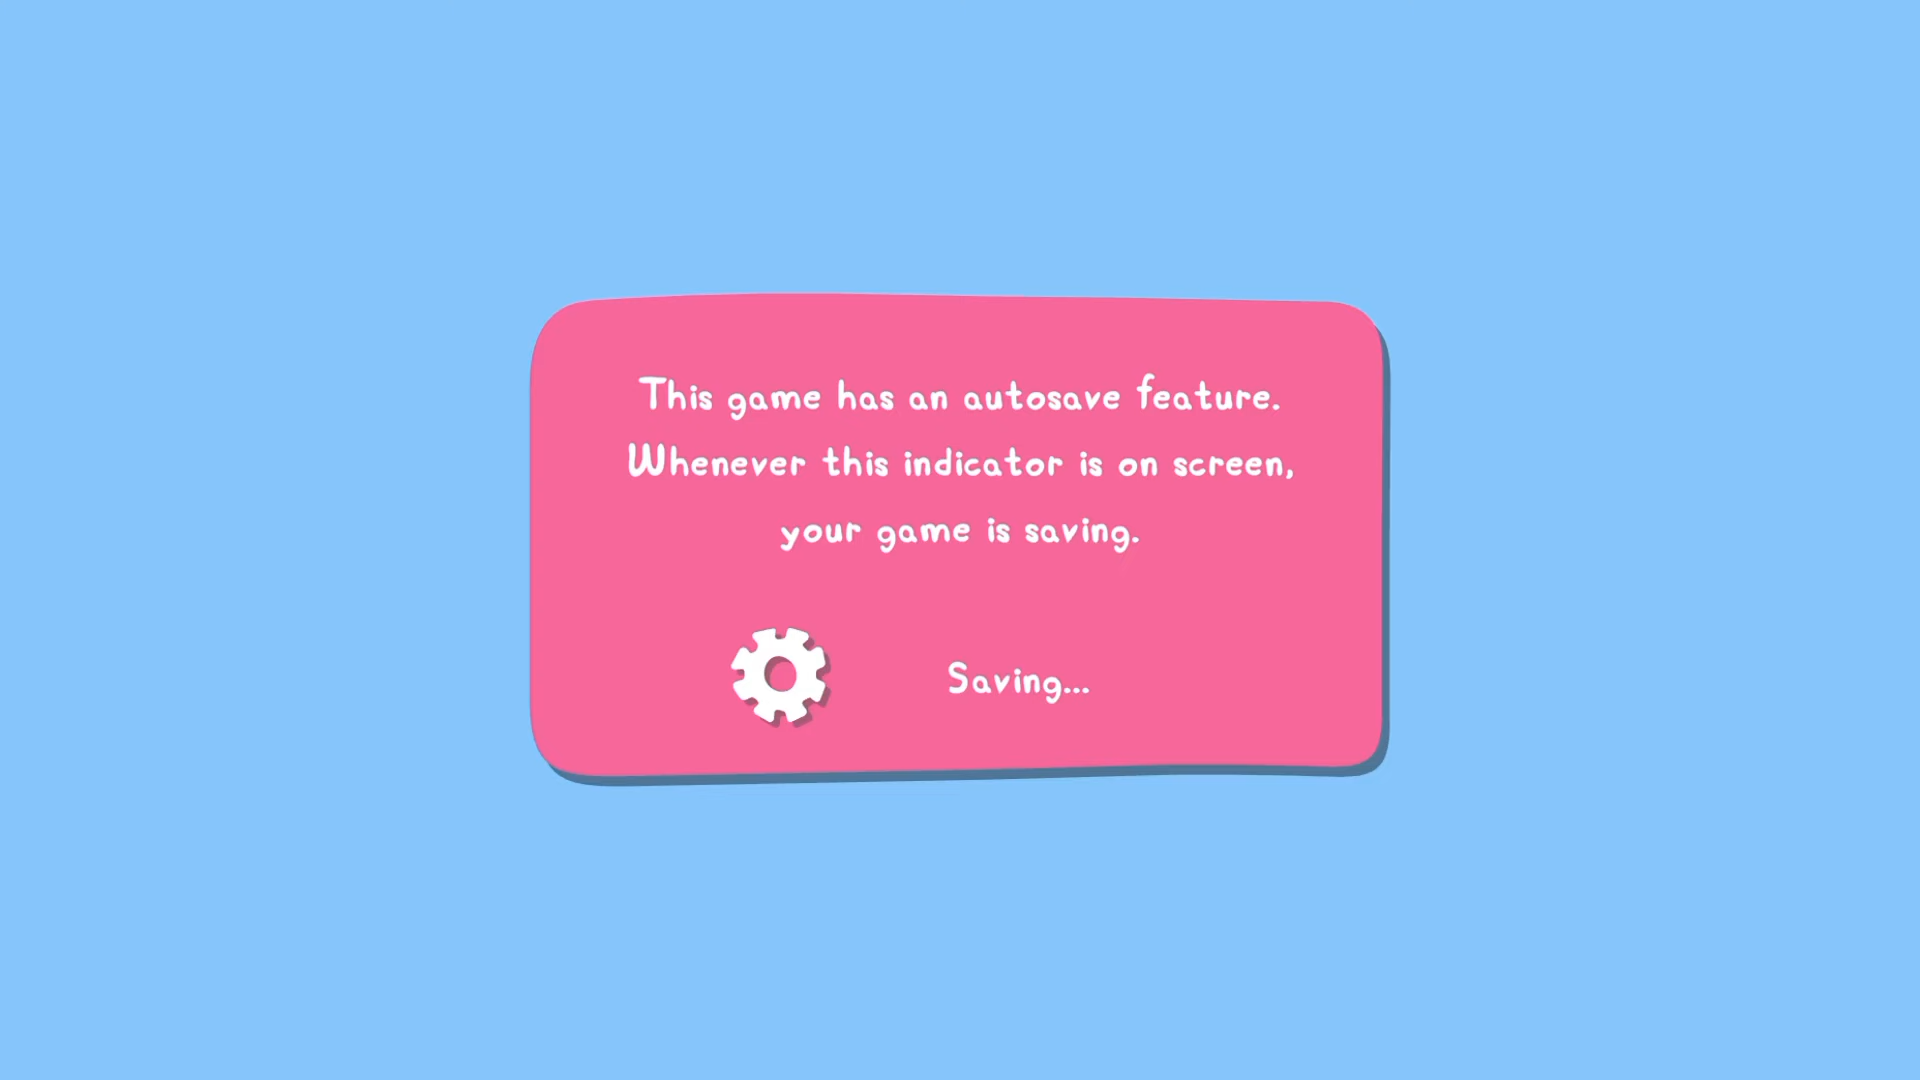 This game has an autosave feature.
Whenever this indicator is on screen,
your game is saving.
Saving...